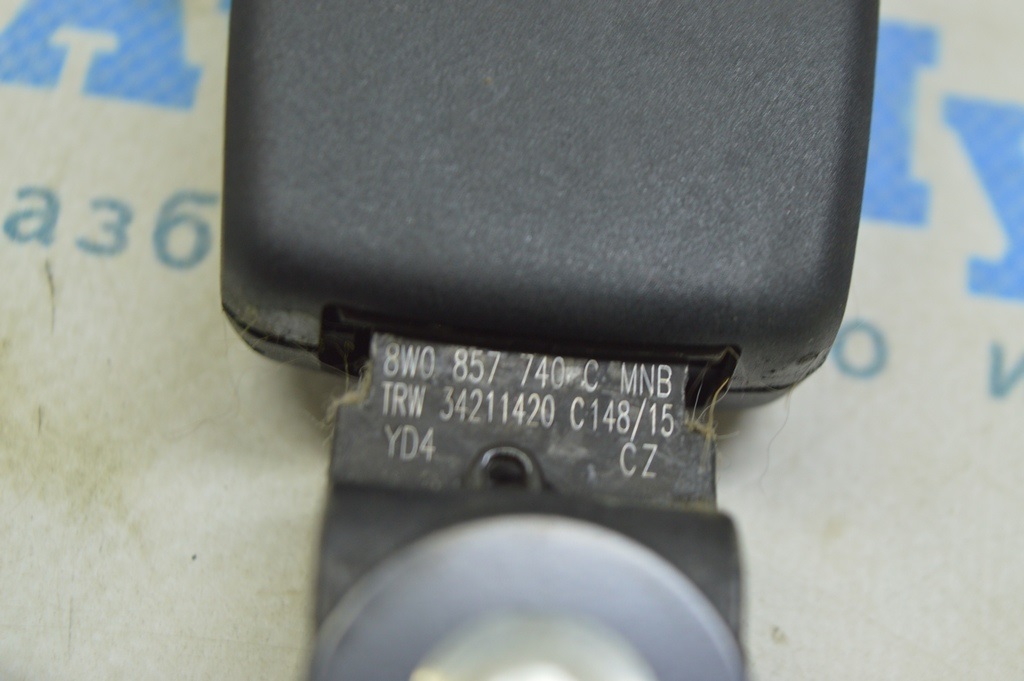 8W0 857 740 C MNB
TRW 34211420 C148/15
YD4 CZ